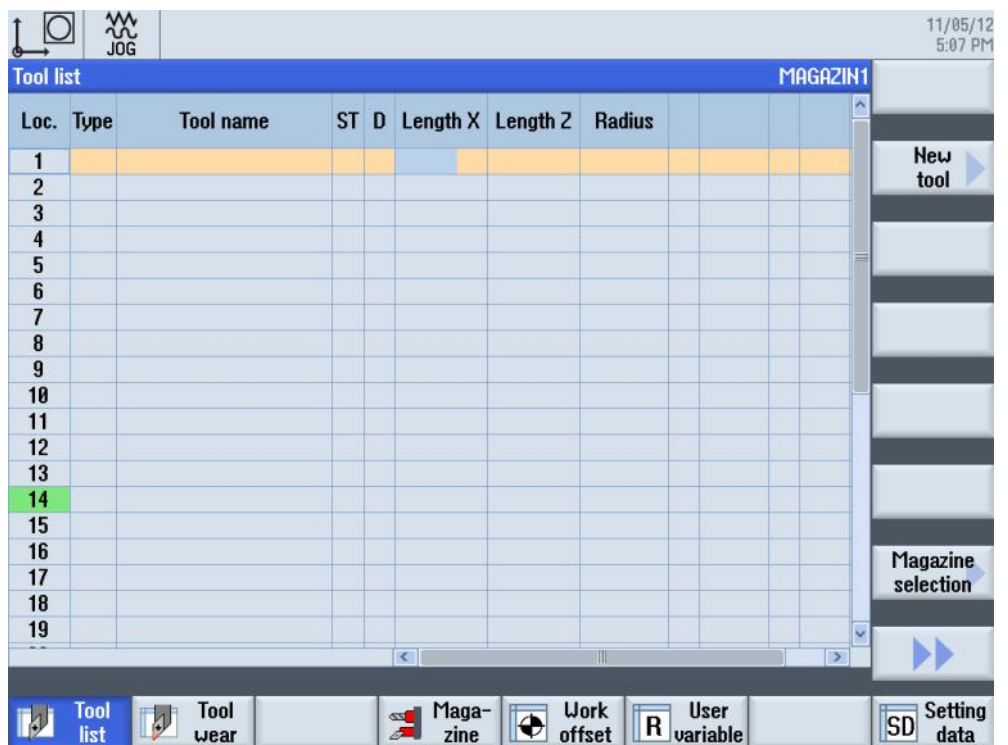 JOG
11/05/12
5:07 PM
Tool list MAGAZIN1
Loc. Type Tool name ST D Length X Length Z Radius
1
2
3
4
5
6
7
8
9
10
11
12
13
14
15
16
17
18
19
New
tool
Magazine
selection
Tool
list
Tool
wear
Maga-
zine
Work
offset
R
User
variable
SD
Setting
data